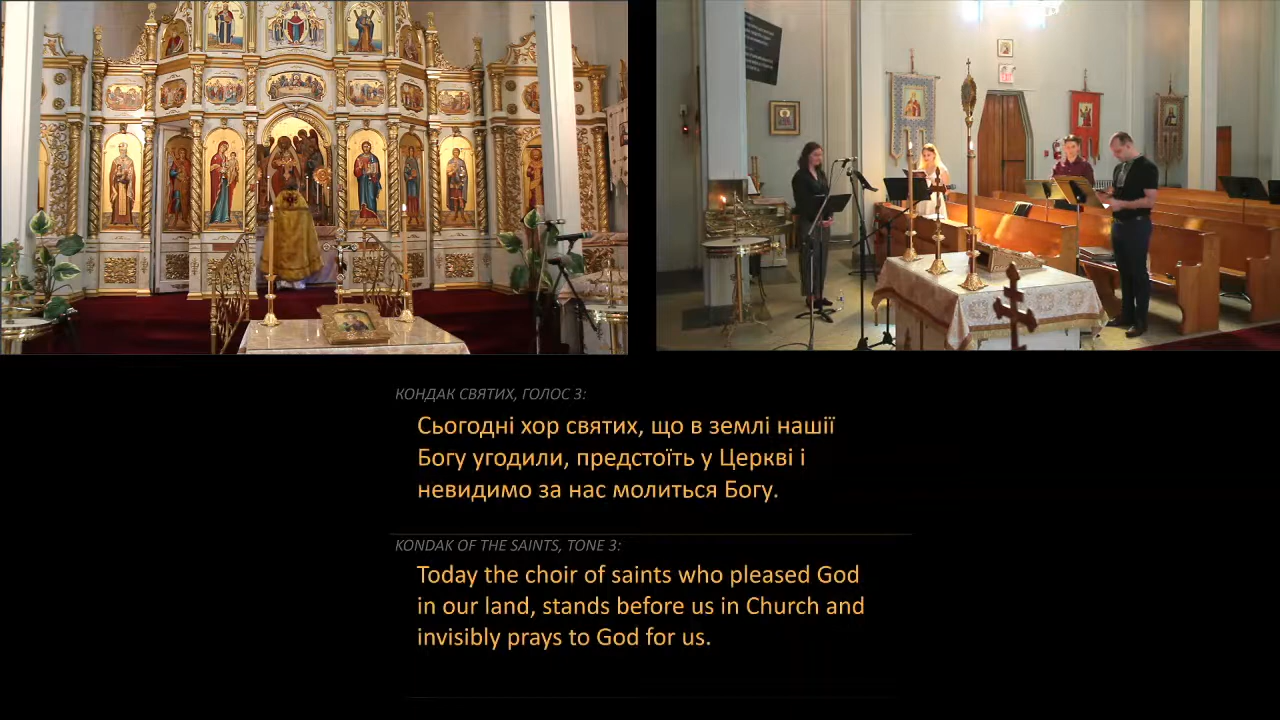 КОНДАК СВЯТИХ, ГОЛОС 3:
Сьогодні хор святих, що в землі нашії
Богу угодили, предстоїть у Церкві і
невидимо за нас молиться Богу.
KONDAK OF THE SAINTS, TONE 3:
Today the choir of saints who pleased God
in our land, stands before us in Church and
invisibly prays to God for us.